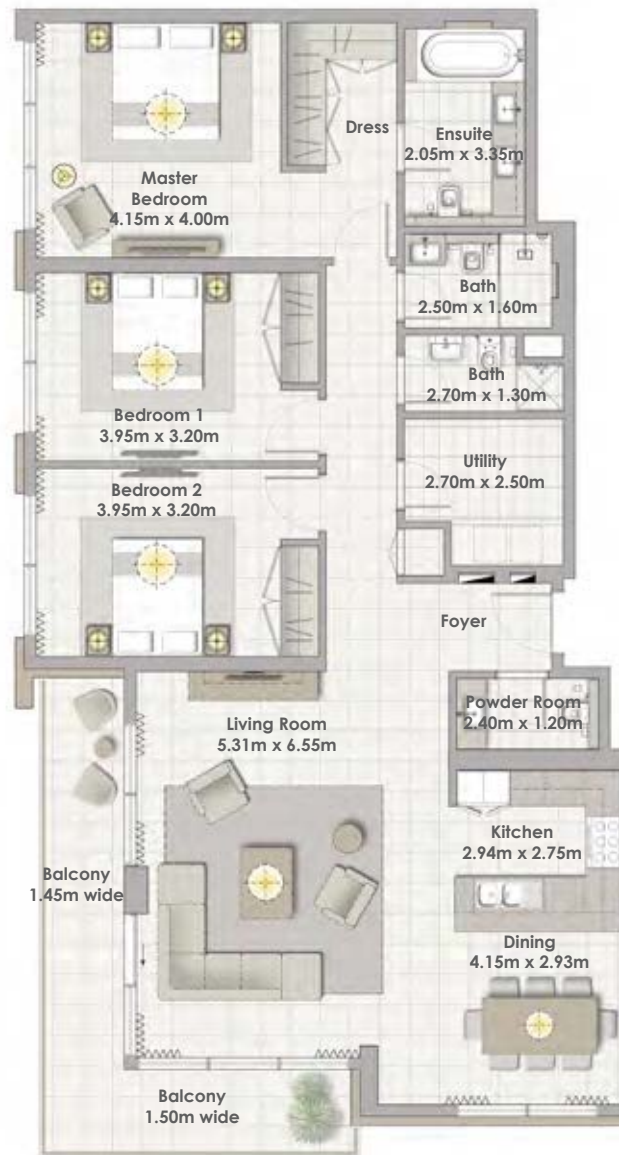 Dress
Ensuite
2.05m x 3.35m
Master
Bedroom
4.15m x 4.00m
Bath
2.50m x 1.60m
Bath
2.70m x 1.30m
Bedroom 1
3.95m x 3.20m
Utility
2.70m x 2.50m
Bedroom 2
3.95m x 3.20m
Foyer
Powder Room
2.40m x 1.20m
Living Room
5.31m x 6.55m
Kitchen
2.94m x 2.75m
Balcony
1.45m wide
Dining
4.15m x 2.93m
Balcony
1.50m wide